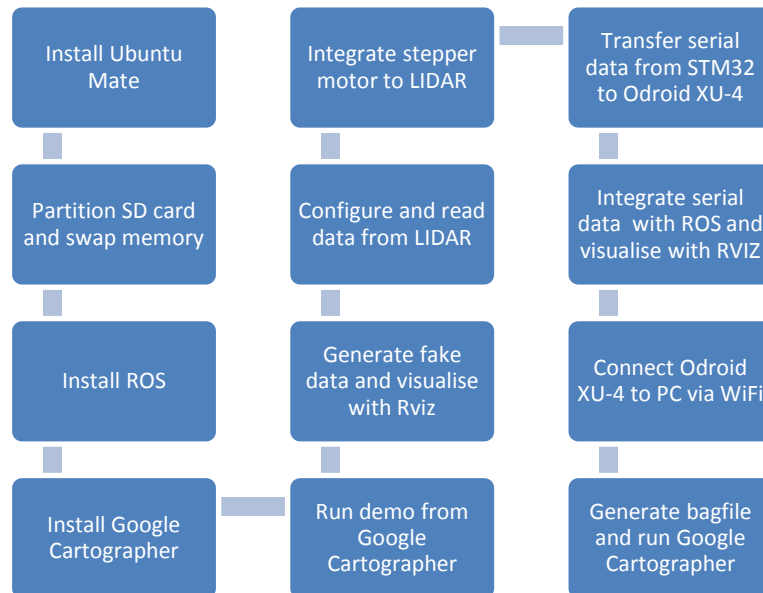 Install Ubuntu
Mate
Partition SD card
and swap memory
Install ROS
Install Google
Cartographer
Run demo from
Google
Cartographer
Generate fake
data and visualise
with Rviz
Configure and read
data from LIDAR
Integrate stepper
motor to LIDAR
Transfer serial
data from STM32
to Odroid XU-4
Integrate serial
data with ROS and
visualise with RVIZ
Connect Odroid
XU-4 to PC via WiFi
Generate bagfile
and run Google
Cartographer